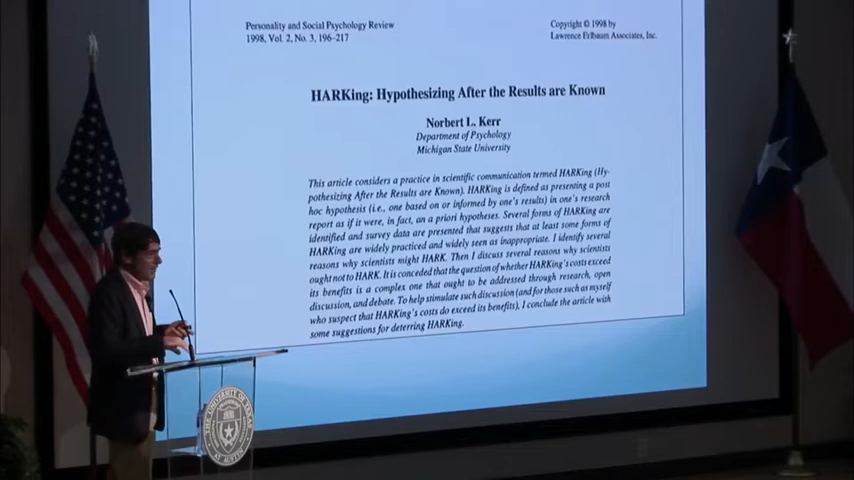 Personality and Social Psychology Review
1998, Vol. 2, No. 3, 196-217
Copyright © 1998 by
Lawrence Erlbaum Associates, Inc.
HARKing: Hypothesizing After the Results are Known
Norbert L. Kerr
Department of Psychology
Michigan State University
This article considers a practice in scientific communication termed HARKing (Hy-
pothesizing After the Results are Known). HARKing is defined as presenting a post
hoc hypothesis (i.e., one based on or informed by one's results) in one's research
report as if it were, in fact, an a priori hypotheses. Several forms of HARKing are
identified and survey data are presented that suggests that at least some forms of
HARKing are widely practiced and widely seen as inappropriate. I identify several
reasons why scientists might HARK. Then I discuss several reasons why scientists
ought not to HARK. It is conceded that the question of whether HARKing's costs exceed
its benefits is a complex one that ought to be addressed through research, open
discussion, and debate. To help stimulate such discussion (and for those such as myself
who suspect that HARKing's costs do exceed its benefits), I conclude the article with
some suggestions for deterring HARKing.
THE UNIVERSITY OF TEXAS
AT AUSTIN